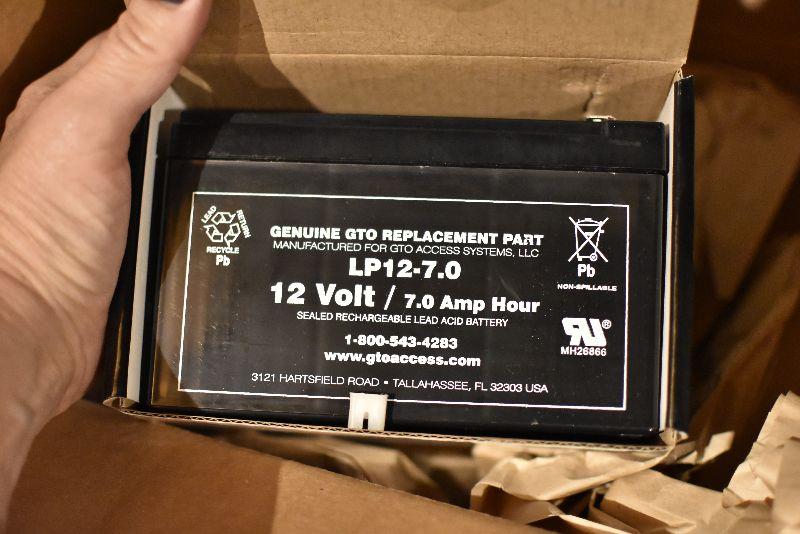 LEAD RETURN
RECYCLE
Pb
GENUINE GTO REPLACEMENT PART
MANUFACTURED FOR GTO ACCESS SYSTEMS, LLC
LP12-7.0
12 Volt / 7.0 Amp Hour
SEALED RECHARGEABLE LEAD ACID BATTERY
1-800-543-4283
www.gtoaccess.com
3121 HARTSFIELD ROAD • TALLAHASSEE, FL 32303 USA
Pb
NON-SPILLABLE
RU®
MH26866